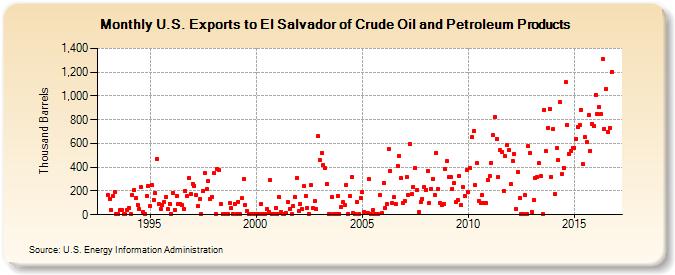 Monthly U.S. Exports to El Salvador of Crude Oil and Petroleum Products
Thousand Barrels
1,400
1,200
1,000
800
600
400
200
0
1995 2000 2005 2010 2015
Source: U.S. Energy Information Administration